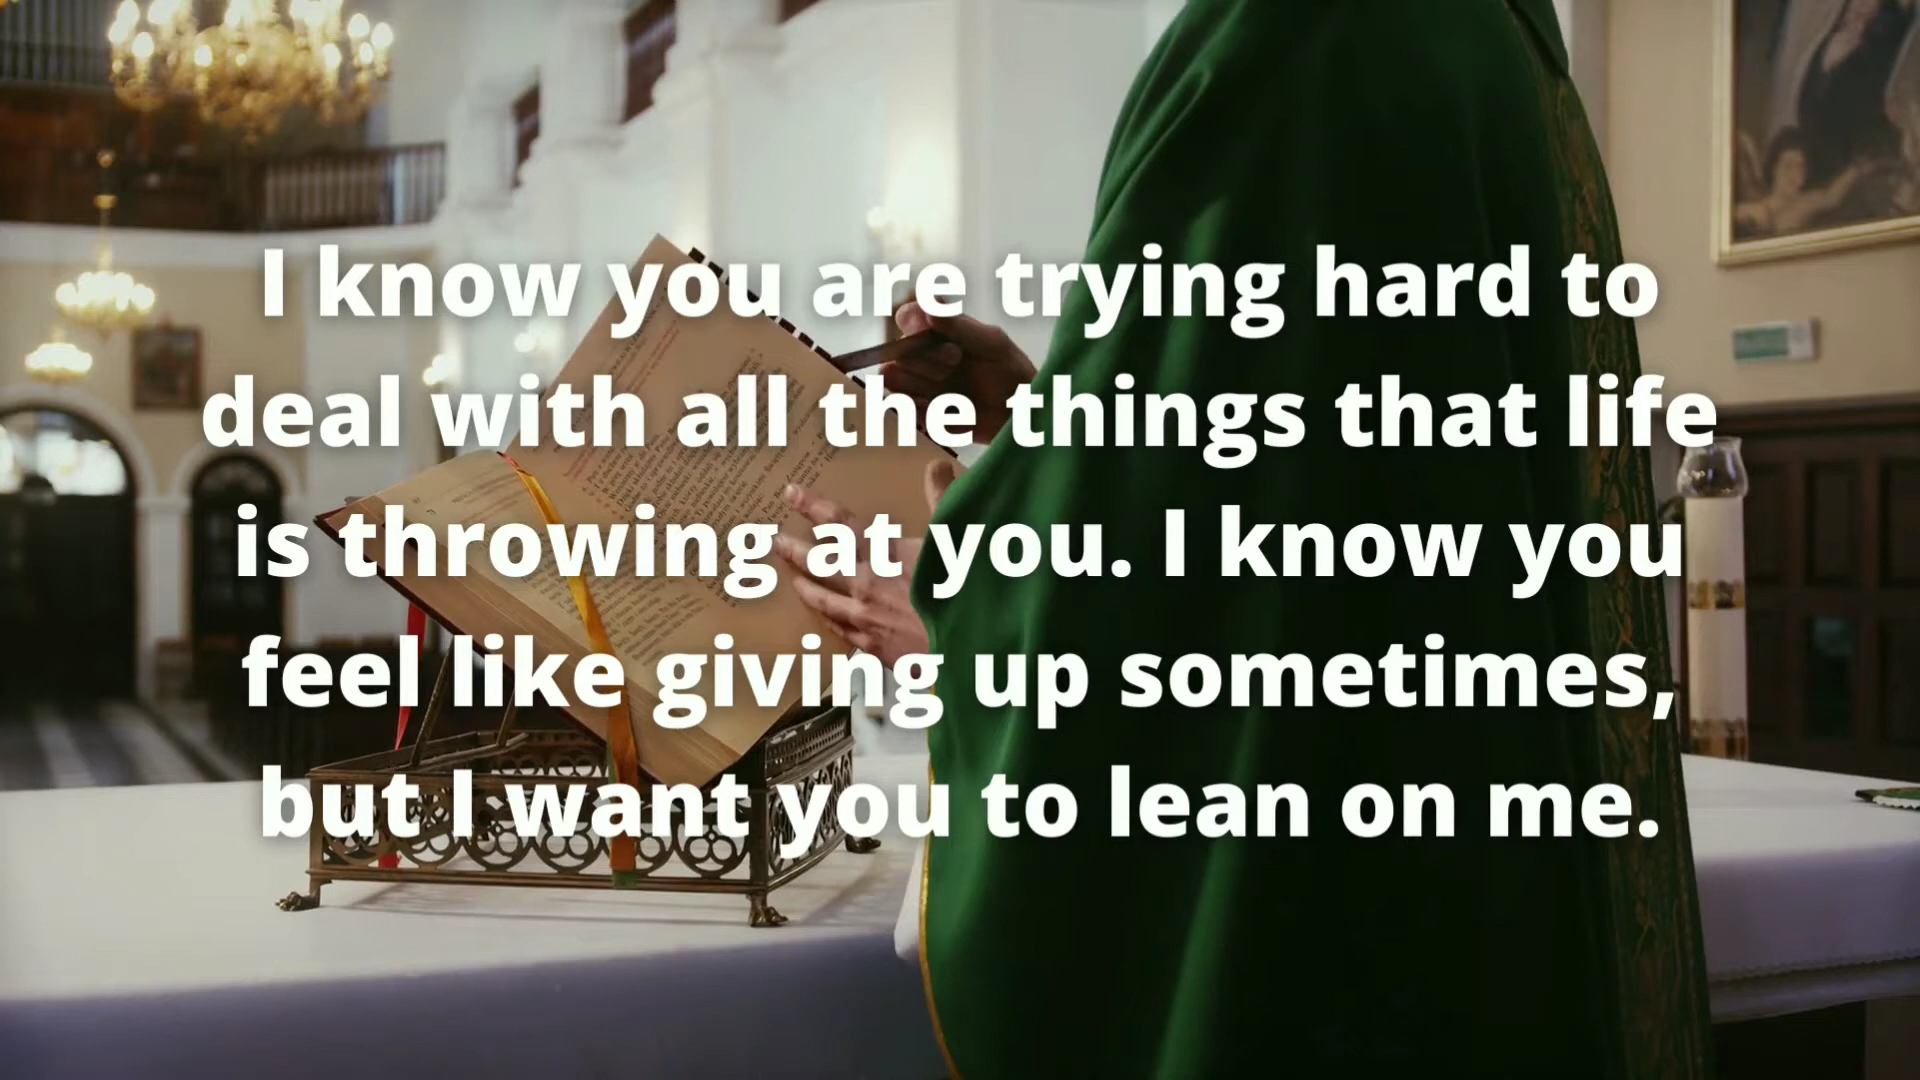 I know you are trying hard to
deal with all the things that life
is throwing at you. I know you
feel like giving up sometimes,
but I want you to lean on me.